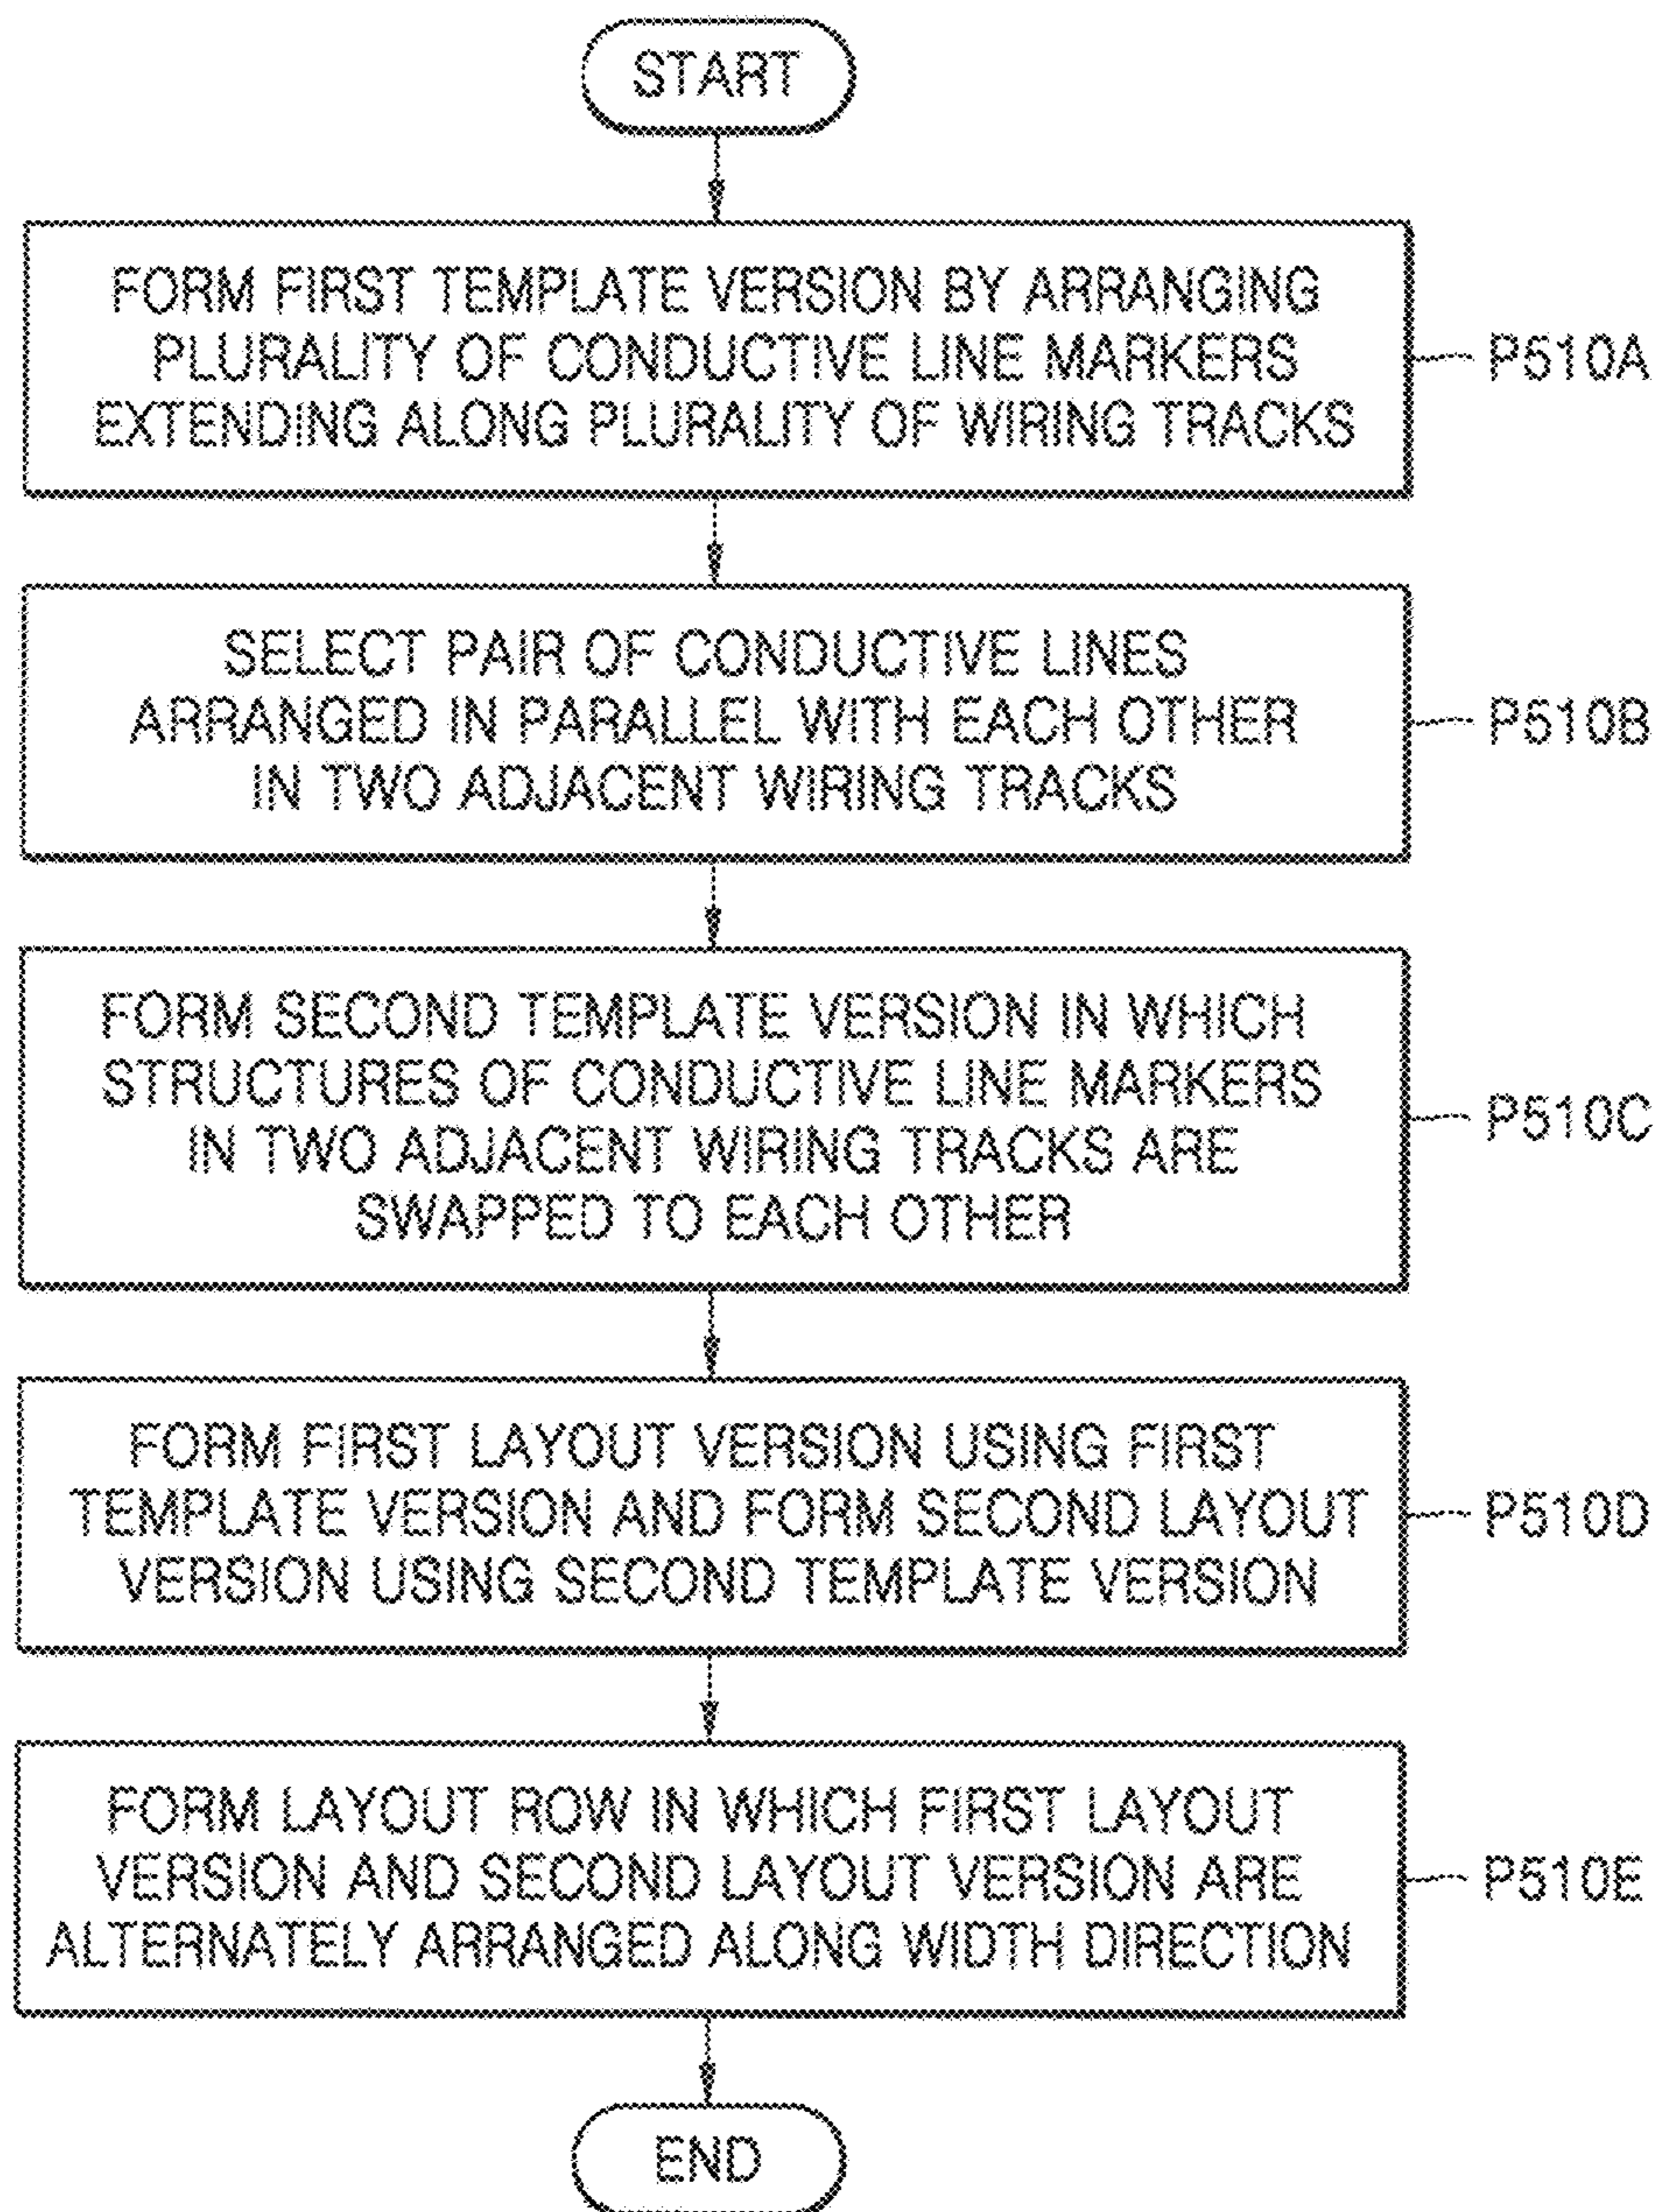 START
FORM FIRST TEMPLATE VERSION BY ARRANGING
PLURALITY OF CONDUCTIVE LINE MARKERS
EXTENDING ALONG PLURALITY OF WIRING TRACKS
P510A
SELECT PAIR OF CONDUCTIVE LINES
ARRANGED IN PARALLEL WITH EACH OTHER
IN TWO ADJACENT WIRING TRACKS
P510B
FORM SECOND TEMPLATE VERSION IN WHICH
STRUCTURES OF CONDUCTIVE LINE MARKERS
IN TWO ADJACENT WIRING TRACKS ARE
SWAPPED TO EACH OTHER
P510C
FORM FIRST LAYOUT VERSION USING FIRST
TEMPLATE VERSION AND FORM SECOND LAYOUT
VERSION USING SECOND TEMPLATE VERSION
P510D
FORM LAYOUT ROW IN WHICH FIRST LAYOUT
VERSION AND SECOND LAYOUT VERSION ARE
ALTERNATELY ARRANGED ALONG WIDTH DIRECTION
P510E
END